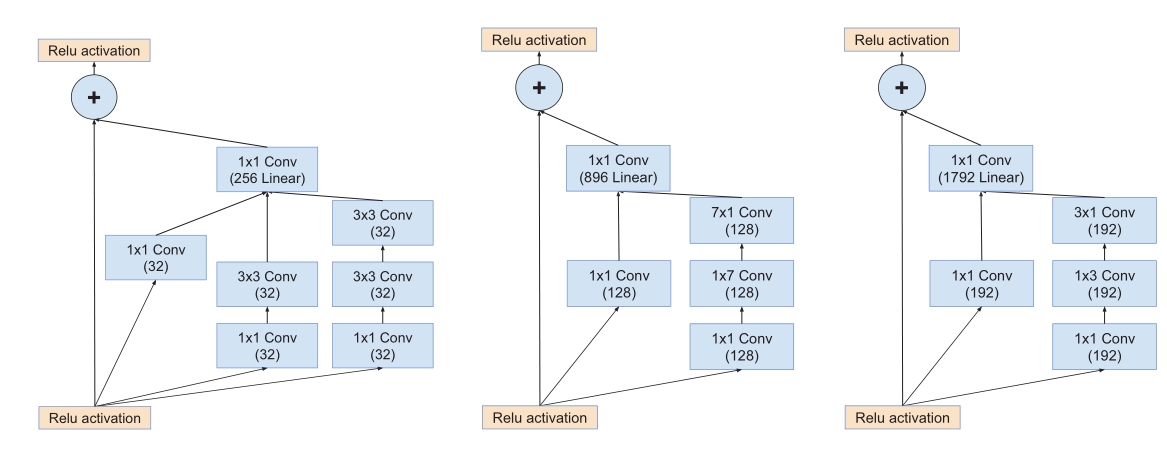 Relu activation
+
1x1 Conv
(256 Linear)
3x3 Conv
(32)
1x1 Conv
(32)
3x3 Conv
(32)
3x3 Conv
(32)
1x1 Conv
(32)
1x1 Conv
(32)
Relu activation
Relu activation
+
1x1 Conv
(896 Linear)
7x1 Conv
(128)
1x1 Conv
(128)
1x7 Conv
(128)
1x1 Conv
(128)
Relu activation
Relu activation
+
1x1 Conv
(1792 Linear)
3x1 Conv
(192)
1x1 Conv
(192)
1x3 Conv
(192)
1x1 Conv
(192)
Relu activation